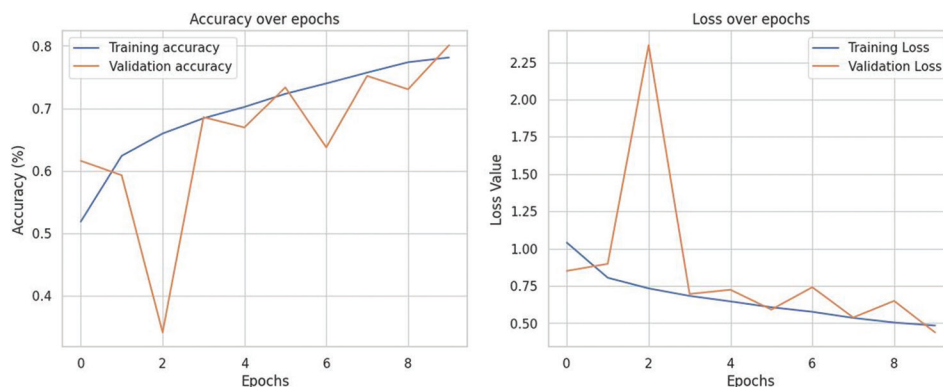 Accuracy over epochs
Training accuracy
Validation accuracy
Accuracy (%)
0.8
0.7
0.6
0.5
0.4
0 2 4 6 8
Epochs
Loss over epochs
Training Loss
Validation Loss
Loss Value
2.25
2.00
1.75
1.50
1.25
1.00
0.75
0.50
0 2 4 6 8
Epochs